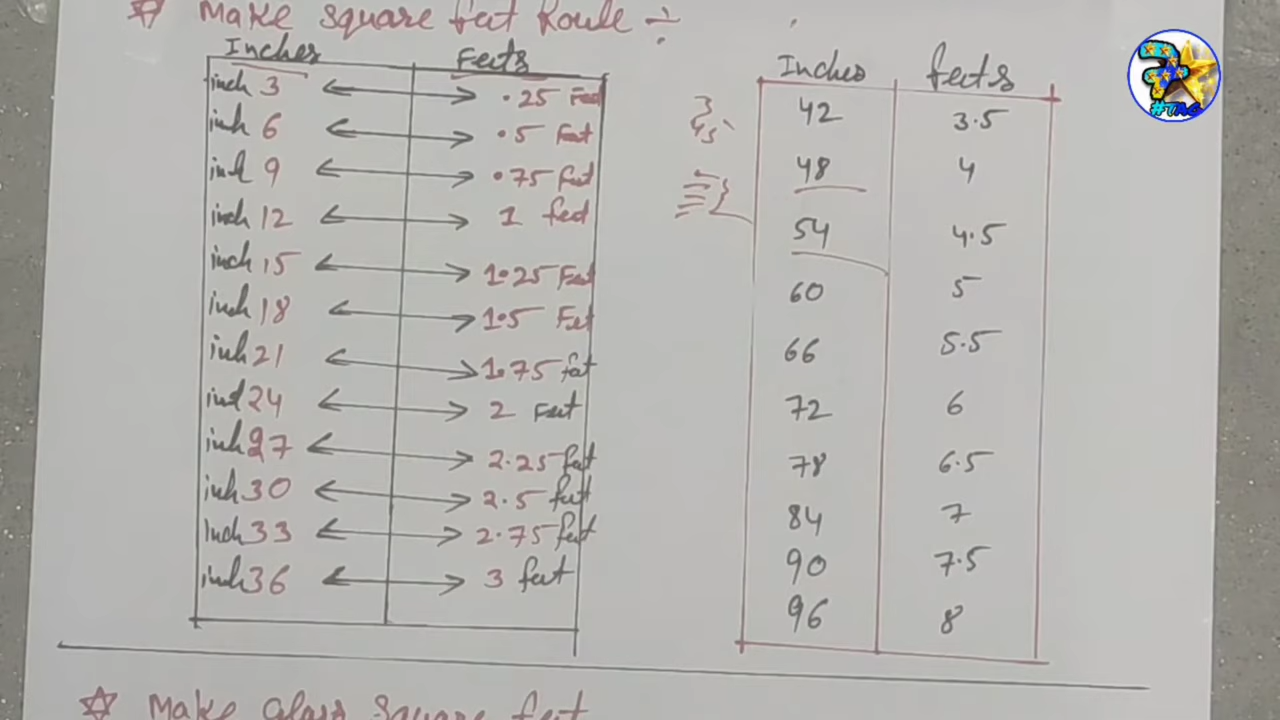 ☆ Make square feet Roule ÷
Inches Feets
inch 3 .25 Feet
inch 6 .5 Feet
inch 9 .75 Feet
inch 12 1 feet
inch 15 1.25 Feet
inch 18 1.5 Feet
inch 21 1.75 feet
inch 24 2 Feet
inch 27 2.25 feet
inch 30 2.5 feet
Inch 33 2.75 feet
inch 36 3 feet
Inches feets
42 3.5
48 4
54 4.5
60 5
66 5.5
72 6
78 6.5
84 7
90 7.5
96 8
☆ Make Glass Square feet
7
#TAG